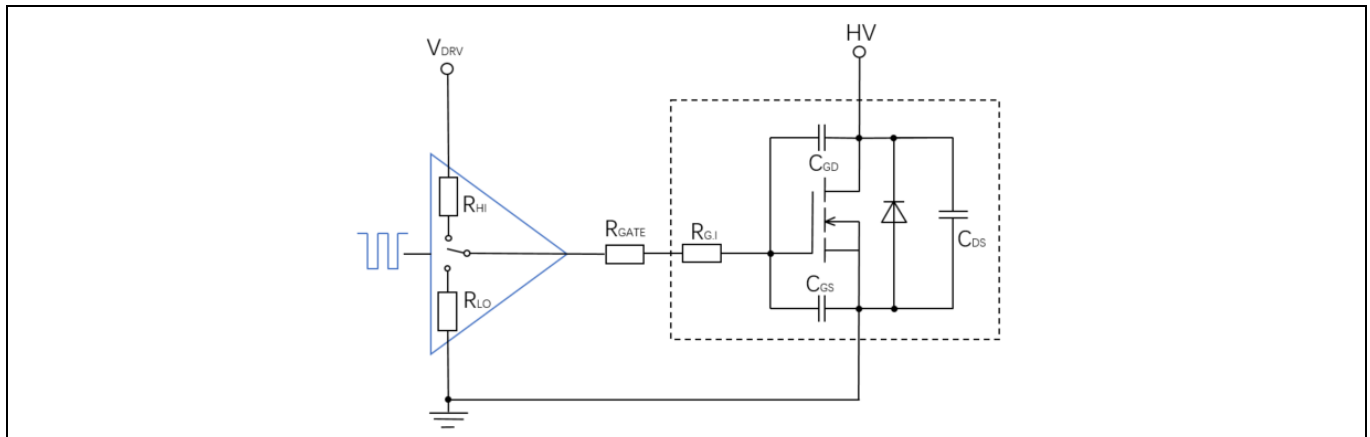 HV
VDRV
CGD
RHI
RGATE
RG.I
CDS
CGS
RLO